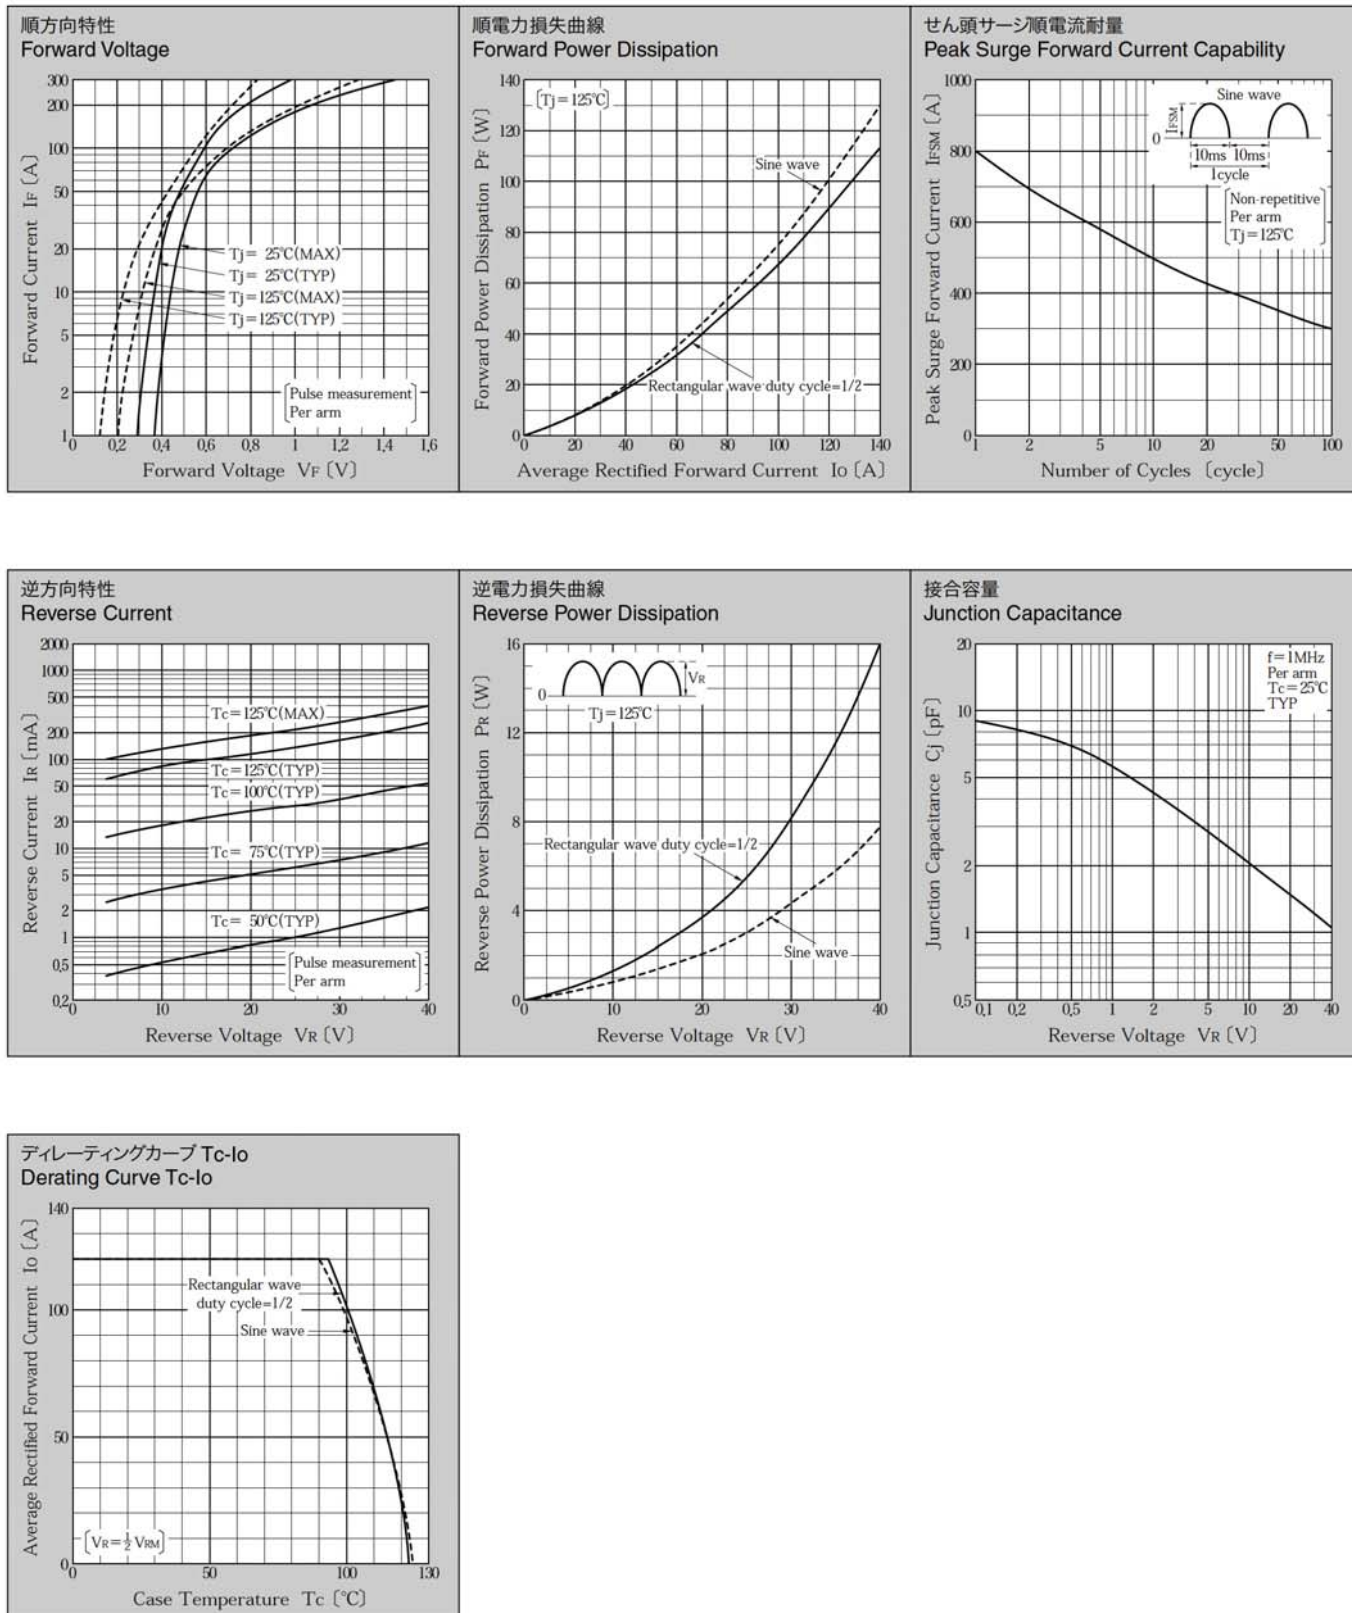 順方向特性
Forward Voltage
Forward Current IF〔A〕
300
200
100
50
20
10
5
2
1
Tj= 25℃(MAX)
Tj= 25℃(TYP)
Tj=125℃(MAX)
Tj=125℃(TYP)
Pulse measurement
Per arm
0 0.2 0.4 0.6 0.8 1 1.2 1.4 1.6
Forward Voltage VF〔V〕
順電力損失曲線
Forward Power Dissipation
Forward Power Dissipation PF〔W〕
140
120
100
80
60
40
20
0
〔Tj=125℃〕
Sine wave
Rectangular wave duty cycle=1/2
0 20 40 60 80 100 120 140
Average Rectified Forward Current Io〔A〕
せん頭サージ順電流耐量
Peak Surge Forward Current Capability
Peak Surge Forward Current IFSM〔A〕
1000
800
600
400
200
0
Sine wave
IFSM
0
10ms 10ms
1cycle
Non-repetitive
Per arm
Tj=125℃
1 2 5 10 20 50 100
Number of Cycles〔cycle〕
逆方向特性
Reverse Current
Reverse Current IR〔mA〕
2000
1000
500
200
100
50
20
10
5
2
1
0.5
0.2
Tc=125℃(MAX)
Tc=125℃(TYP)
Tc=100℃(TYP)
Tc= 75℃(TYP)
Tc= 50℃(TYP)
Pulse measurement
Per arm
10 20 30 40
Reverse Voltage VR〔V〕
逆電力損失曲線
Reverse Power Dissipation
Reverse Power Dissipation PR〔W〕
16
12
8
4
0
0
VR
Tj=125℃
Rectangular wave duty cycle=1/2
Sine wave
0 10 20 30 40
Reverse Voltage VR〔V〕
接合容量
Junction Capacitance
Junction Capacitance Cj〔pF〕
20
10
5
2
1
0.5
f=1MHz
Per arm
Tc=25℃
TYP
0.1 0.2 0.5 1 2 5 10 20 40
Reverse Voltage VR〔V〕
ディレーティングカーブ Tc-Io
Derating Curve Tc-Io
Average Rectified Forward Current Io〔A〕
140
100
50
0
Rectangular wave
duty cycle=1/2
Sine wave
〔VR=½VRM〕
0 50 100 130
Case Temperature Tc〔℃〕